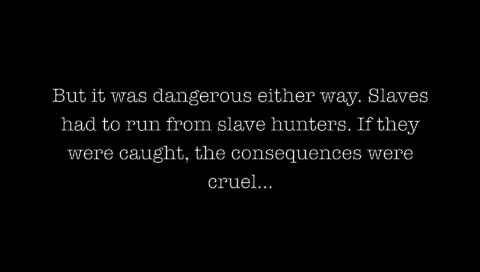 But it was dangerous either way. Slaves
had to run from slave hunters. If they
were caught, the consequences were
cruel...